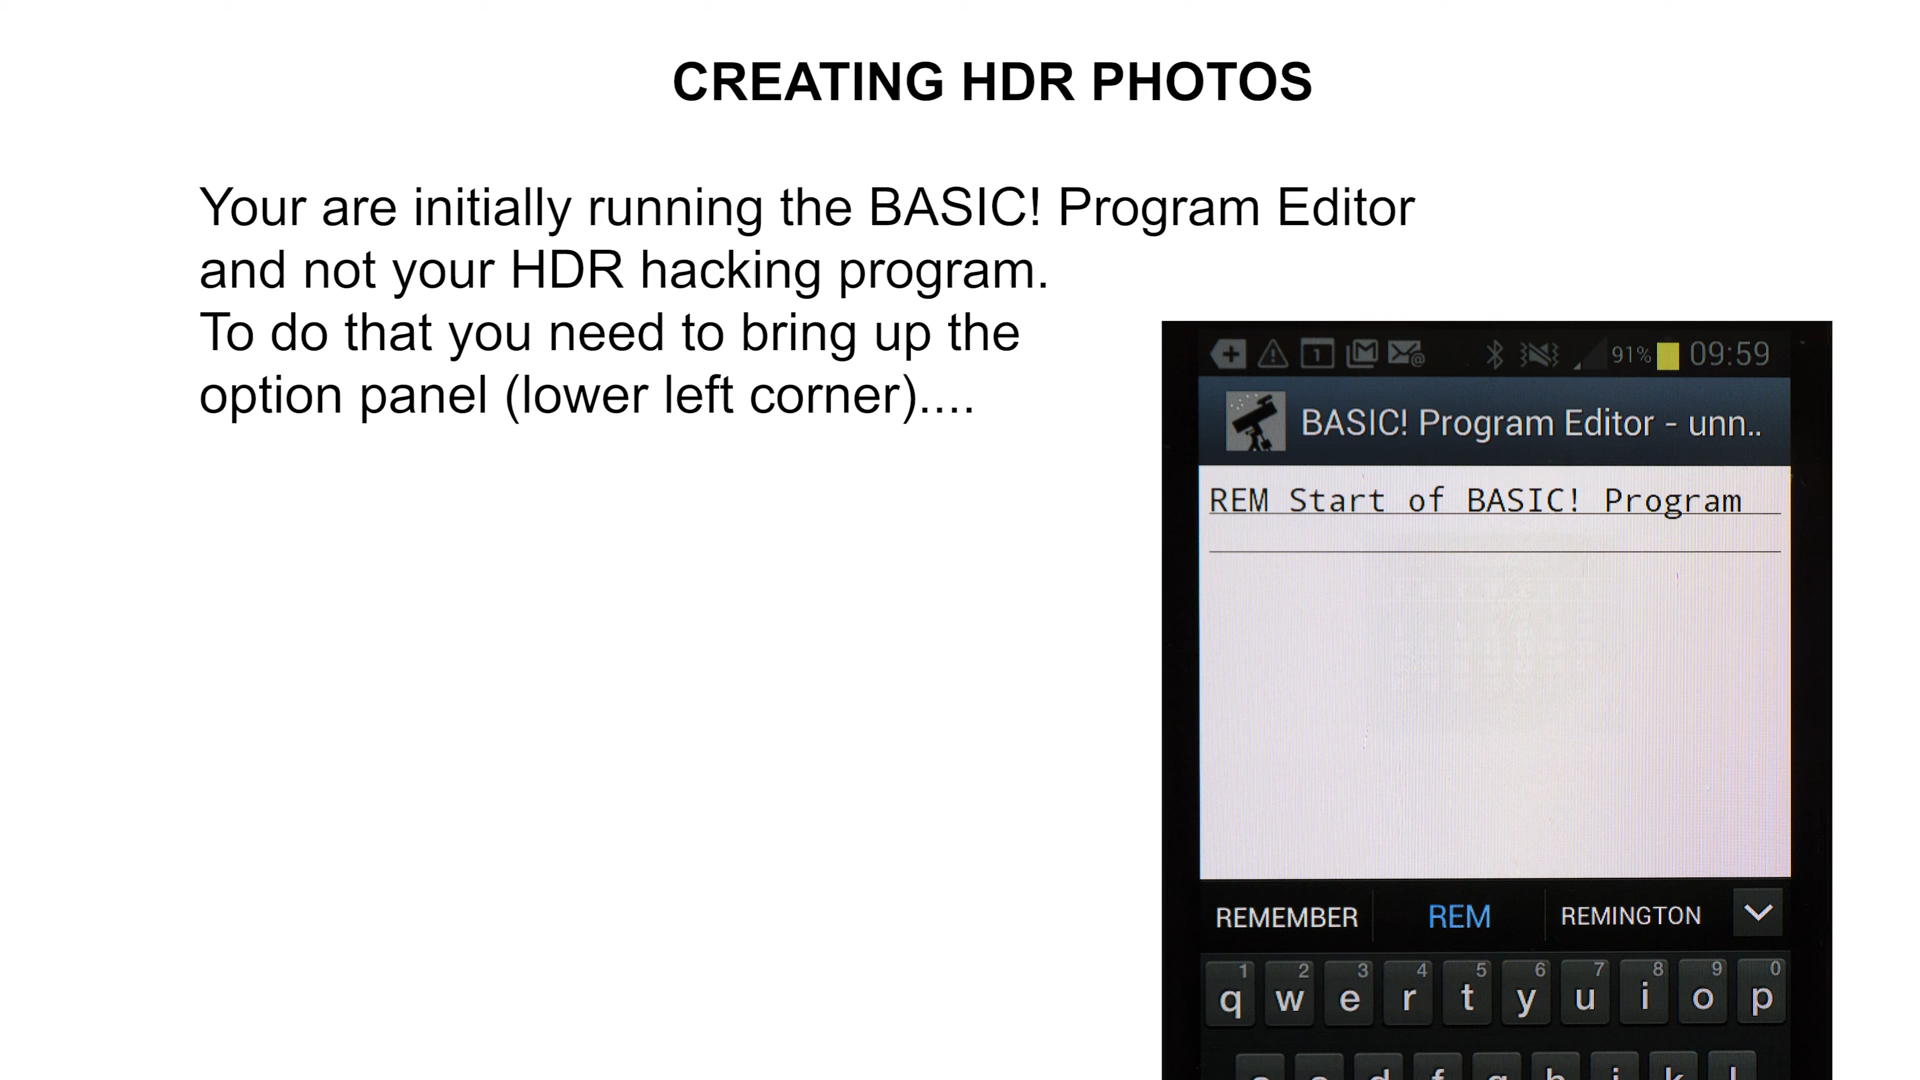 CREATING HDR PHOTOS
Your are initially running the BASIC! Program Editor
and not your HDR hacking program.
To do that you need to bring up the
option panel (lower left corner)....
1 91% 09:59
BASIC! Program Editor - unn..
REM Start of BASIC! Program
REMEMBER REM REMINGTON
1 2 3 4 5 6 7 8 9 0
q w e r t y u i o p
a s d f g h j k l